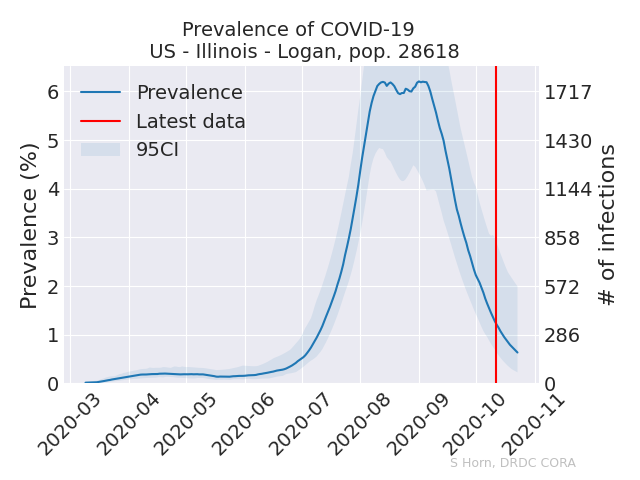 Prevalence of COVID-19
US - Illinois - Logan, pop. 28618
Prevalence
Latest data
95CI
Prevalence (%)
6
5
4
3
2
1
0
1717
1430
1144
858
572
286
0
# of infections
2020-03
2020-04
2020-05
2020-06
2020-07
2020-08
2020-09
2020-10
2020-11
S Horn, DRDC CORA